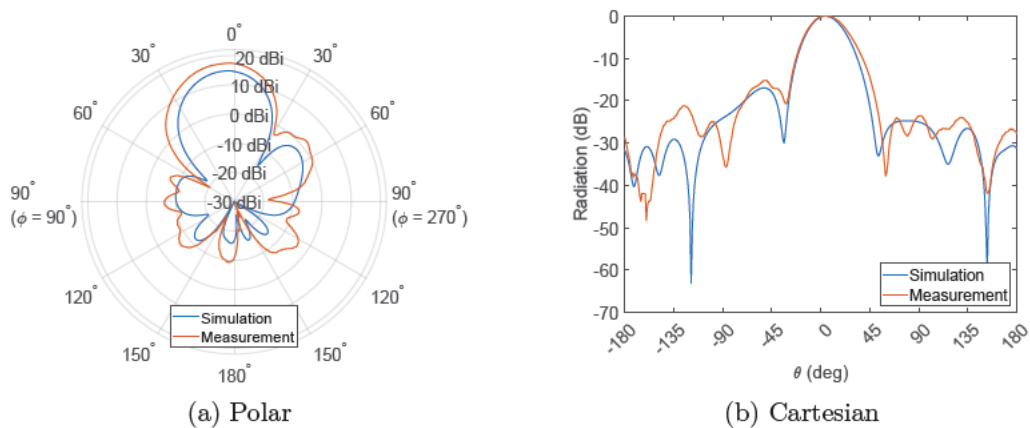 0°
30°
30°
60°
60°
90°
(ϕ = 90°)
90°
(ϕ = 270°)
120°
120°
150°
150°
180°
20 dBi
10 dBi
0 dBi
-10 dBi
-20 dBi
-30 dBi
Simulation
Measurement
(a) Polar
Radiation (dB)
0
-10
-20
-30
-40
-50
-60
-70
-180
-135
-90
-45
0
45
90
135
180
θ (deg)
Simulation
Measurement
(b) Cartesian